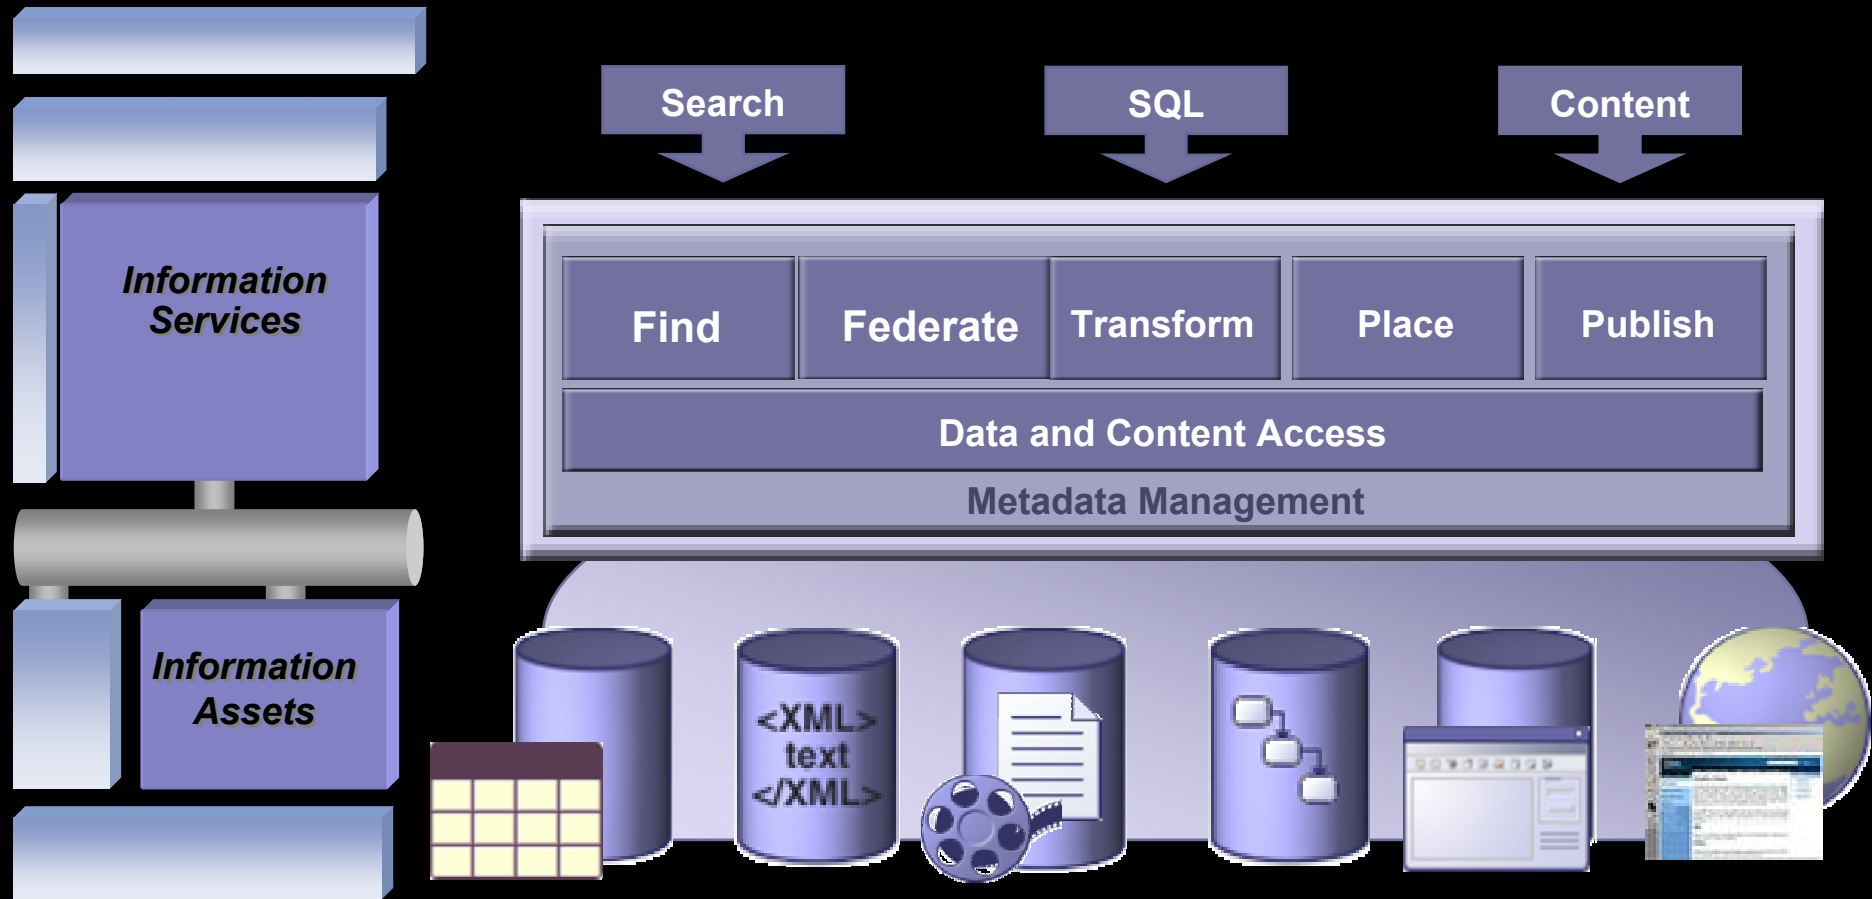 Search
SQL
Content
Information
Services
Find
Federate
Transform
Place
Publish
Data and Content Access
Metadata Management
Information
Assets
<XML>
text
</XML>